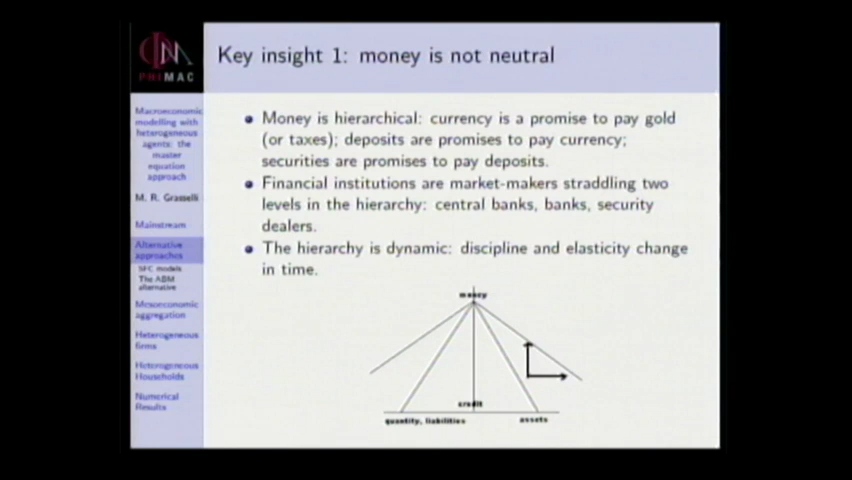 Key insight 1: money is not neutral
PHIMAC
Macroeconomic
modelling with
heterogeneous
agents: the
master
equation
approach
M. R. Grasselli
Mainstream
Alternative
approaches
SFC models
The ABM
alternative
Mesoeconomic
aggregation
Heterogeneous
firms
Heterogeneous
Households
Numerical
Results
Money is hierarchical: currency is a promise to pay gold
(or taxes); deposits are promises to pay currency;
securities are promises to pay deposits.
Financial institutions are market-makers straddling two
levels in the hierarchy: central banks, banks, security
dealers.
The hierarchy is dynamic: discipline and elasticity change
in time.
money
credit
quantity, liabilities
assets